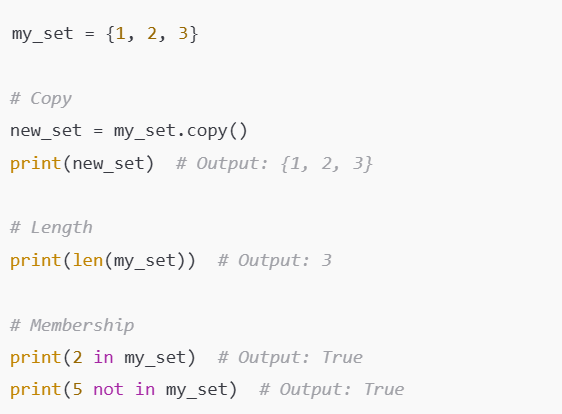 my_set = {1, 2, 3}
# Copy
new_set = my_set.copy()
print(new_set)  # Output: {1, 2, 3}
# Length
print(len(my_set))  # Output: 3
# Membership
print(2 in my_set)  # Output: True
print(5 not in my_set)  # Output: True